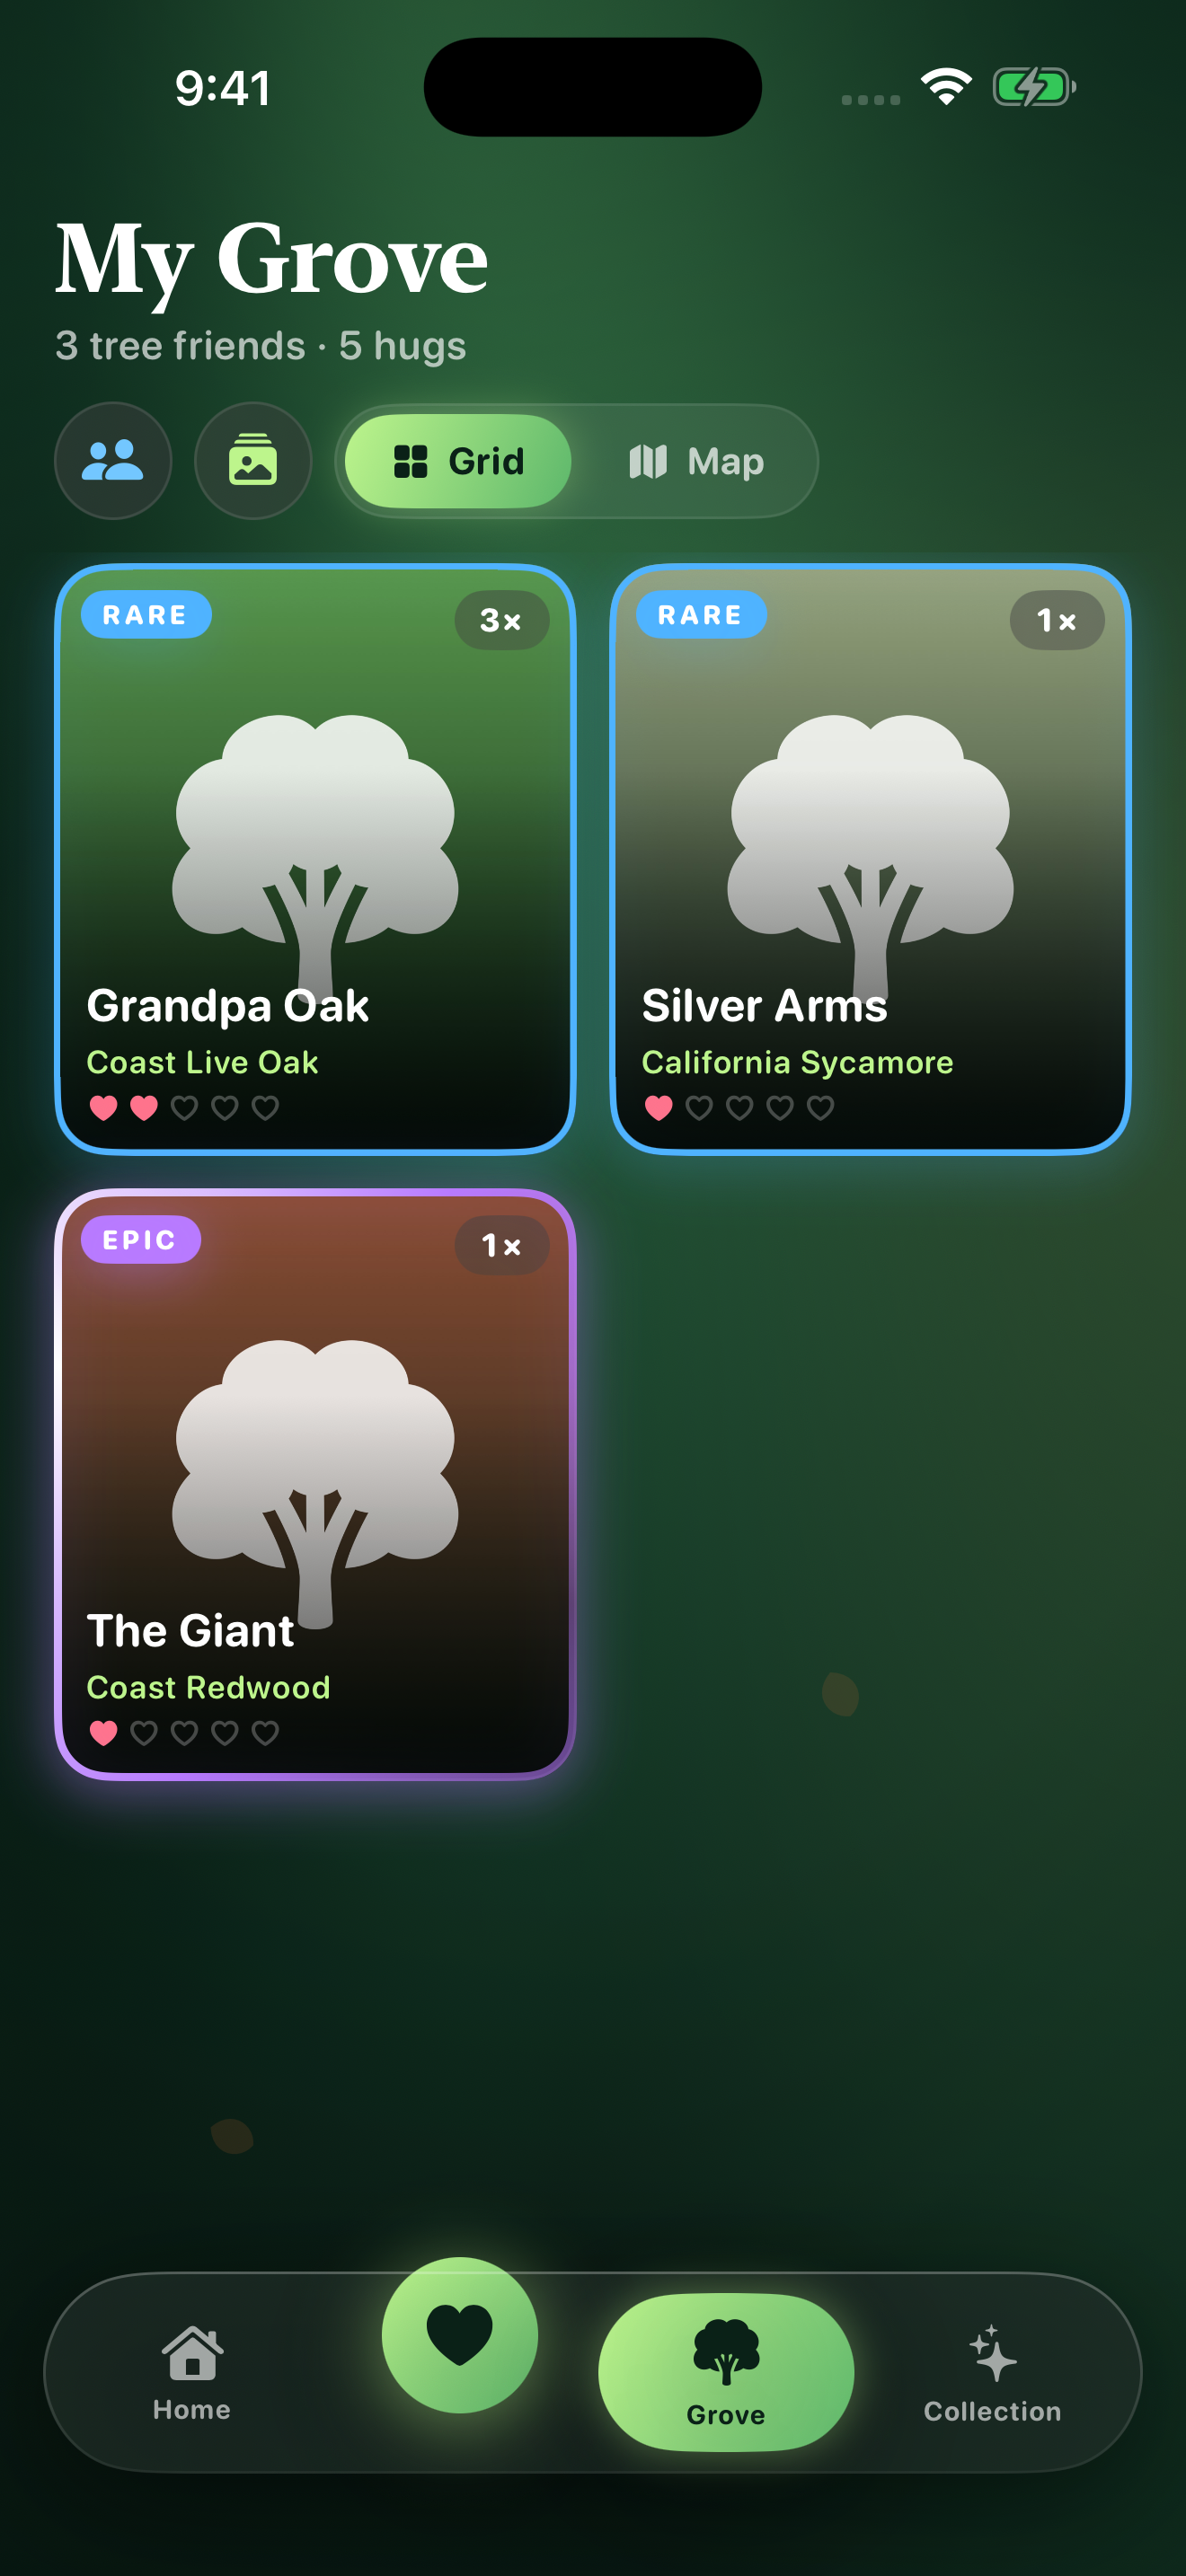 9:41
My Grove
3 tree friends · 5 hugs
Grid
Map
RARE
3×
Grandpa Oak
Coast Live Oak
RARE
1×
Silver Arms
California Sycamore
EPIC
1×
The Giant
Coast Redwood
Home
Grove
Collection